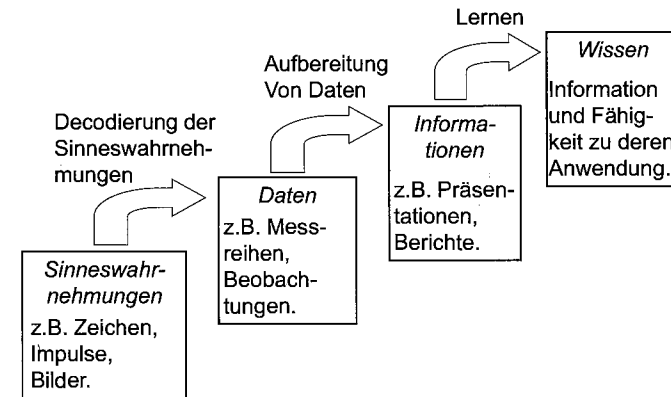 Lernen
Wissen
Information
und Fähig-
keit zu deren
Anwendung.
Aufbereitung
Von Daten
Informa-
tionen
z.B. Präsen-
tationen,
Berichte.
Decodierung der
Sinneswahrneh-
mungen
Daten
z.B. Mess-
reihen,
Beobach-
tungen.
Sinneswahr-
nehmungen
z.B. Zeichen,
Impulse,
Bilder.